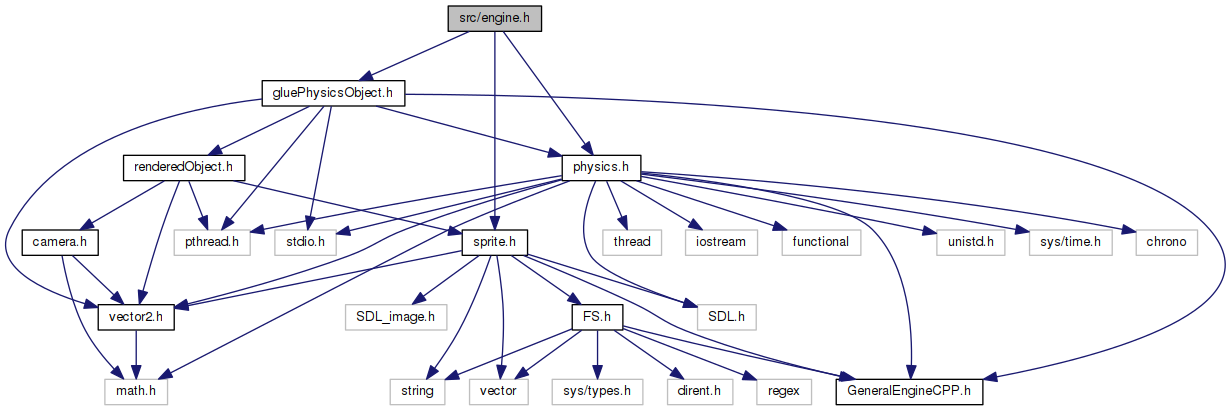 src/engine.h
gluePhysicsObject.h
renderedObject.h
physics.h
camera.h
pthread.h
stdio.h
sprite.h
thread
iostream
functional
unistd.h
sys/time.h
chrono
vector2.h
SDL_image.h
FS.h
SDL.h
math.h
string
vector
sys/types.h
dirent.h
regex
GeneralEngineCPP.h